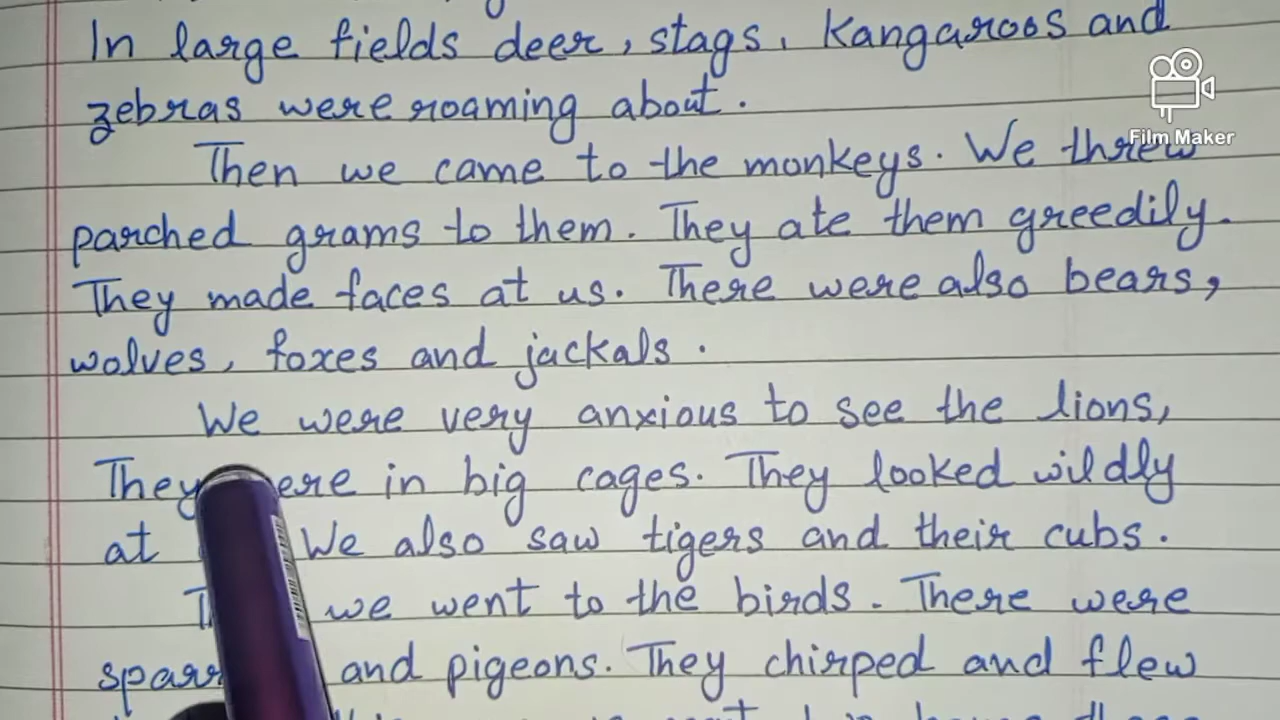 In large fields deer, stags, Kangaroos and
zebras were roaming about.
Film Maker
Then we came to the monkeys. We threw
parched grams to them. They ate them greedily.
They made faces at us. There were also bears,
wolves, foxes and jackals.
We were very anxious to see the lions,
They in big cages. They looked wildly
at We also saw tigers and their cubs.
we went to the birds. There were
and pigeons. They chirped and flew